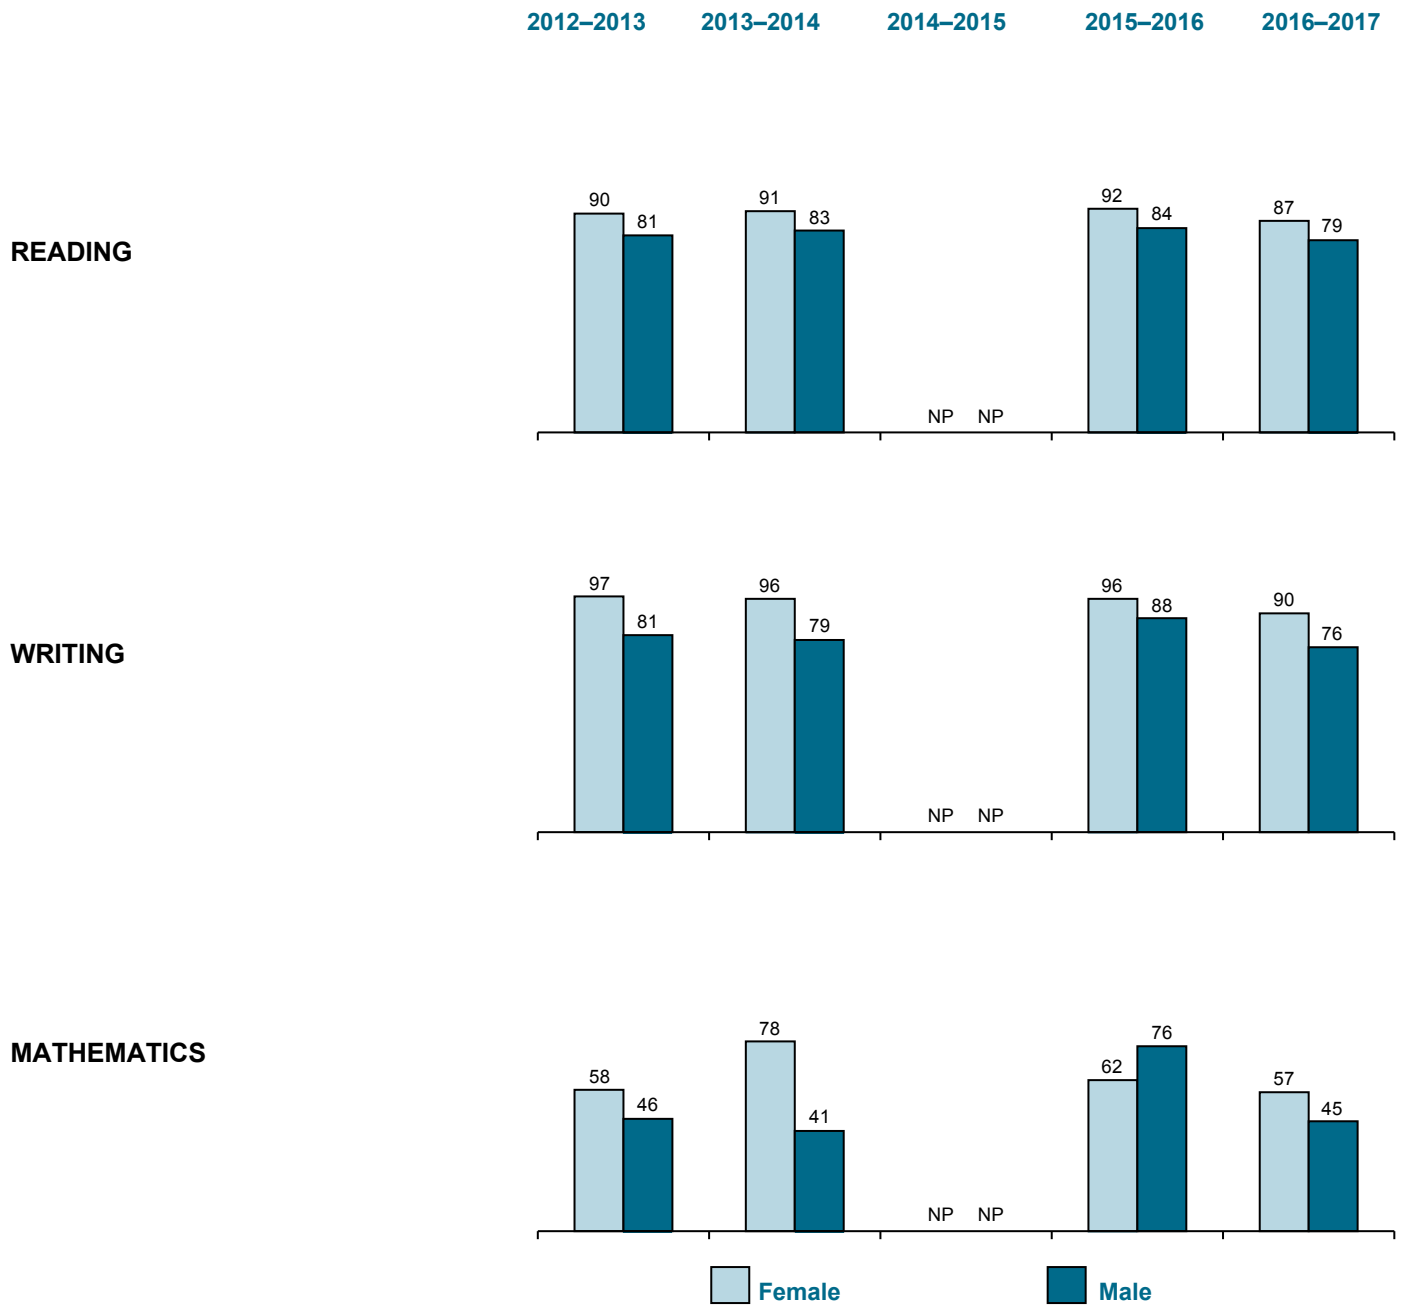 2012–2013 2013–2014 2014–2015 2015–2016 2016–2017
READING
90 81 91 83 NP NP 92 84 87 79
WRITING
97 81 96 79 NP NP 96 88 90 76
MATHEMATICS
58 46 78 41 NP NP 62 76 57 45
Female Male